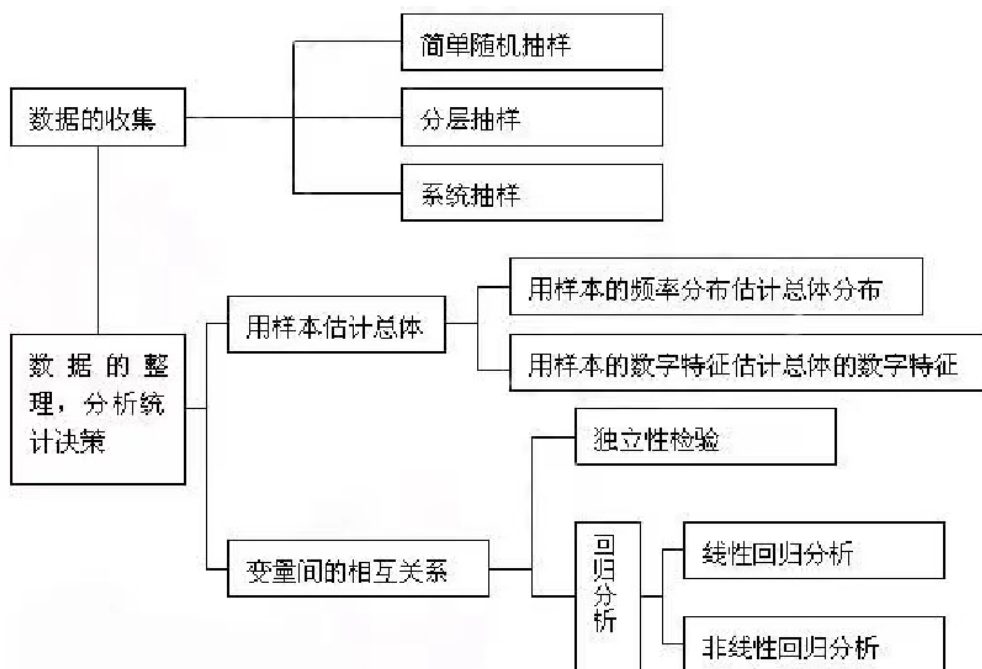 简单随机抽样
数据的收集
分层抽样
系统抽样
用样本的频率分布估计总体分布
用样本估计总体
用样本的数字特征估计总体的数字特征
数据的整
理，分析统
计决策
独立性检验
变量间的相互关系
回归分析
线性回归分析
非线性回归分析